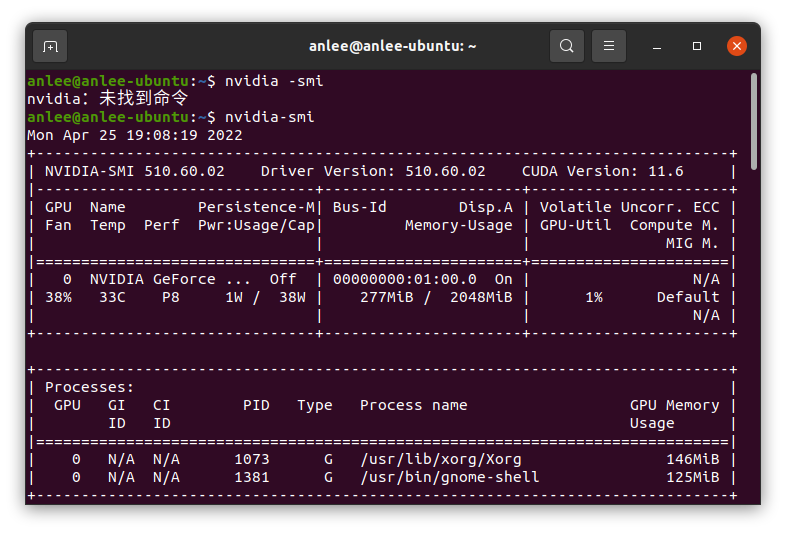 anlee@anlee-ubuntu: ~
anlee@anlee-ubuntu:~$ nvidia -smi
nvidia：未找到命令
anlee@anlee-ubuntu:~$ nvidia-smi
Mon Apr 25 19:08:19 2022
+-----------------------------------------------------------------------------+
| NVIDIA-SMI 510.60.02    Driver Version: 510.60.02    CUDA Version: 11.6     |
|-------------------------------+----------------------+----------------------+
| GPU  Name        Persistence-M| Bus-Id        Disp.A | Volatile Uncorr. ECC |
| Fan  Temp  Perf  Pwr:Usage/Cap|         Memory-Usage | GPU-Util  Compute M. |
|                               |                      |               MIG M. |
|===============================+======================+======================|
|   0  NVIDIA GeForce ...  Off  | 00000000:01:00.0  On |                  N/A |
| 38%   33C    P8     1W /  38W |    277MiB /  2048MiB |      1%      Default |
|                               |                      |                  N/A |
+-------------------------------+----------------------+----------------------+
+-----------------------------------------------------------------------------+
| Processes:                                                                  |
|  GPU   GI   CI        PID   Type   Process name                  GPU Memory |
|        ID   ID                                                   Usage      |
|=============================================================================|
|    0   N/A  N/A      1073      G   /usr/lib/xorg/Xorg                146MiB |
|    0   N/A  N/A      1381      G   /usr/bin/gnome-shell              125MiB |
+-----------------------------------------------------------------------------+